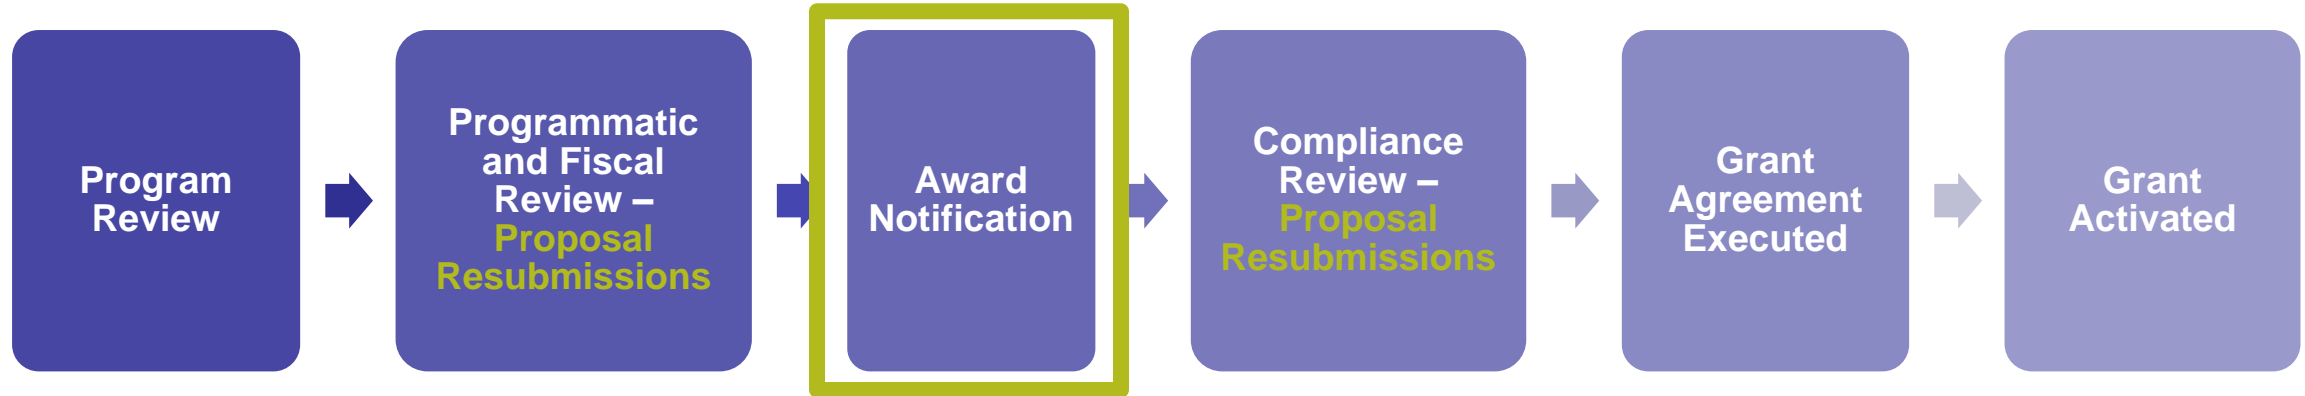 Program
Review
Programmatic
and Fiscal
Review –
Proposal
Resubmissions
Award
Notification
Compliance
Review –
Proposal
Resubmissions
Grant
Agreement
Executed
Grant
Activated